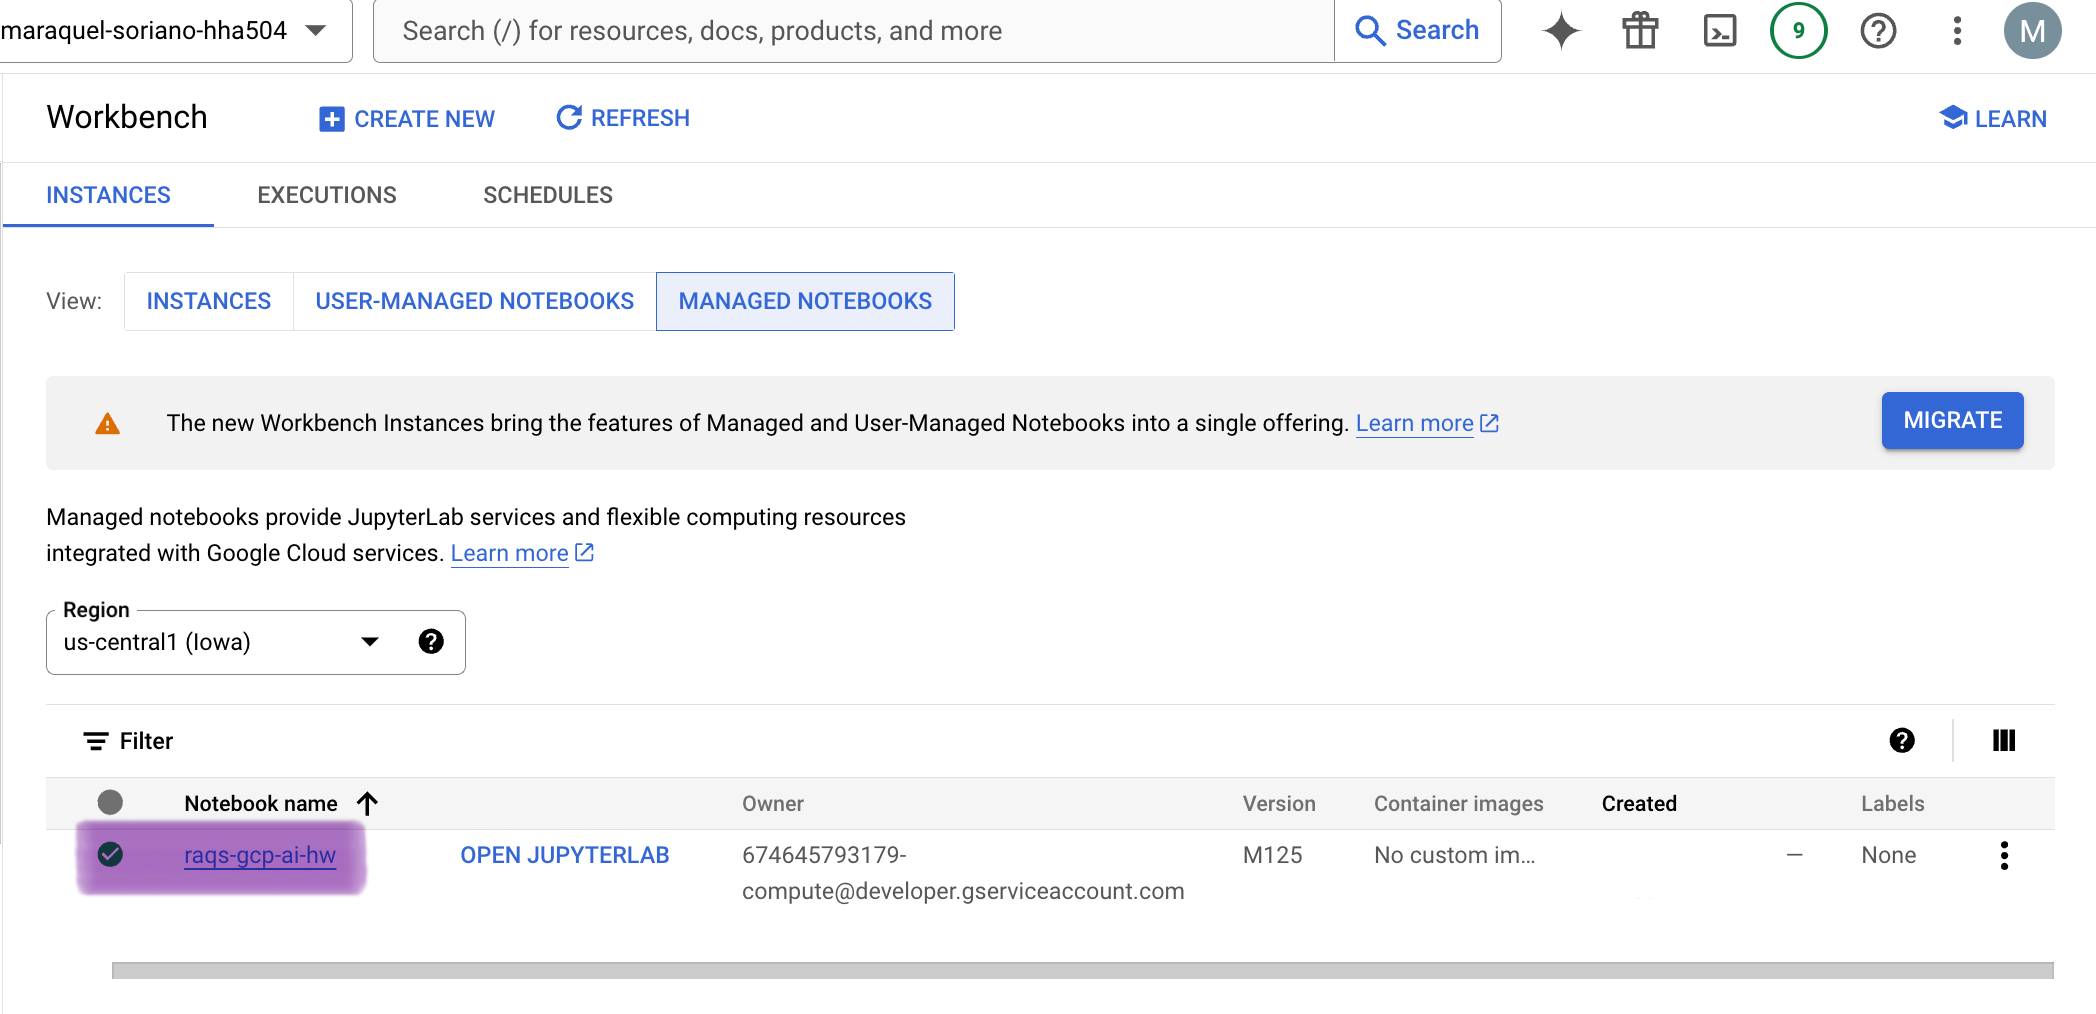 maraquel-soriano-hha504
Search (/) for resources, docs, products, and more
Search
9
M
Workbench
CREATE NEW
REFRESH
LEARN
INSTANCES
EXECUTIONS
SCHEDULES
View:
INSTANCES
USER-MANAGED NOTEBOOKS
MANAGED NOTEBOOKS
The new Workbench Instances bring the features of Managed and User-Managed Notebooks into a single offering. Learn more
MIGRATE
Managed notebooks provide JupyterLab services and flexible computing resources
integrated with Google Cloud services. Learn more
Region
us-central1 (Iowa)
Filter
Notebook name
Owner
Version
Container images
Created
Labels
raqs-gcp-ai-hw
OPEN JUPYTERLAB
674645793179-
compute@developer.gserviceaccount.com
M125
No custom im...
—
None